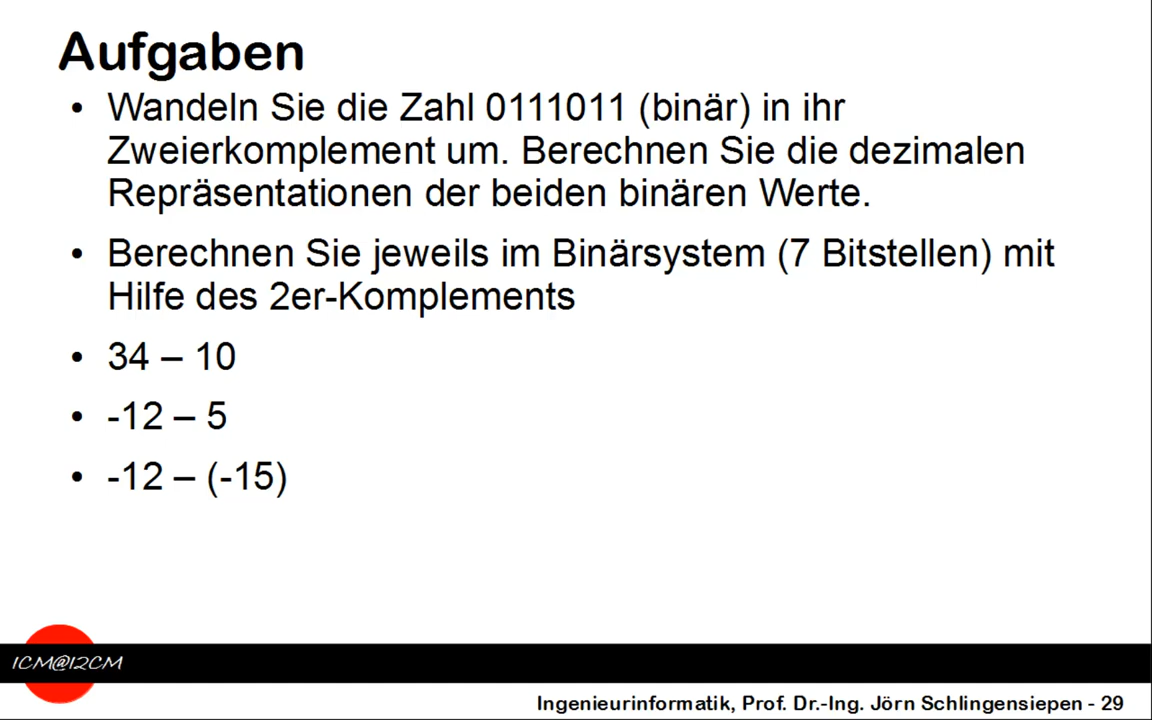 Aufgaben
• Wandeln Sie die Zahl 0111011 (binär) in ihr
Zweierkomplement um. Berechnen Sie die dezimalen
Repräsentationen der beiden binären Werte.
• Berechnen Sie jeweils im Binärsystem (7 Bitstellen) mit
Hilfe des 2er-Komplements
• 34 – 10
• -12 – 5
• -12 – (-15)
1CM@12CM
Ingenieurinformatik, Prof. Dr.-Ing. Jörn Schlingensiepen - 29